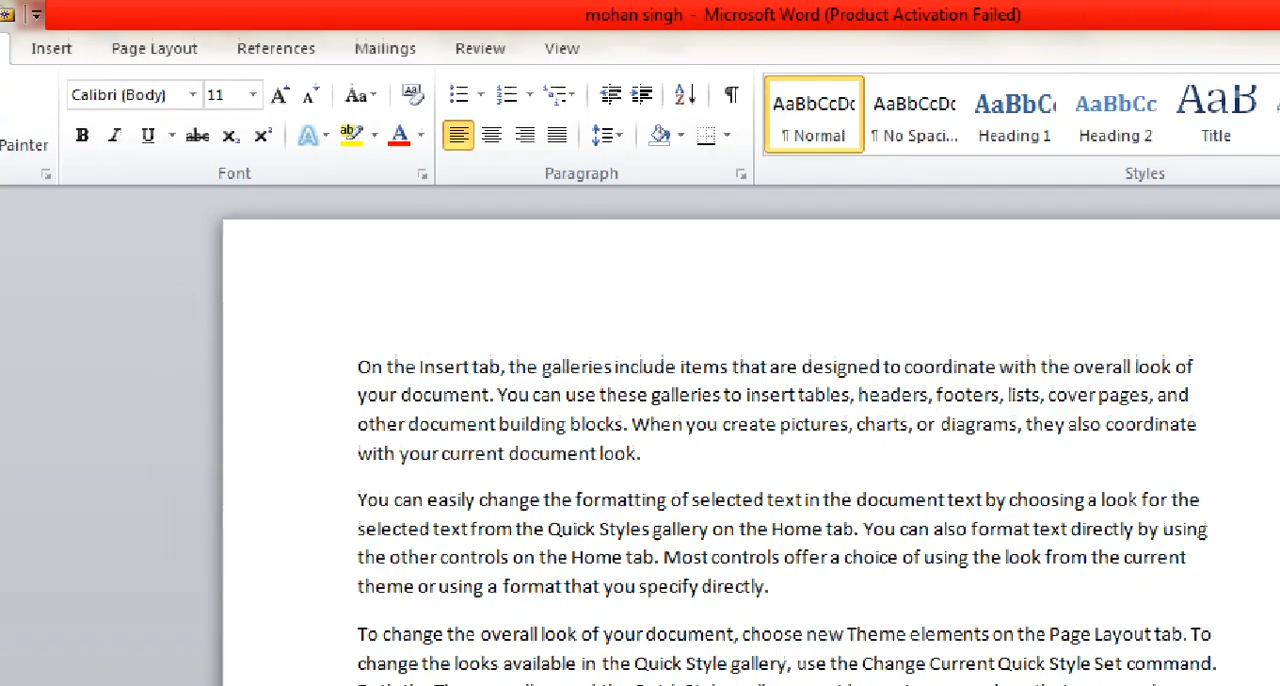 mohan singh - Microsoft Word (Product Activation Failed)
Insert Page Layout References Mailings Review View
Calibri (Body) 11 A A Aa AaBbCcDc AaBbCcDc AaBbC AaBbCc AaB
Painter B I U abc x₂ x² A ab A ¶ Normal ¶ No Spaci... Heading 1 Heading 2 Title
Font Paragraph Styles
On the Insert tab, the galleries include items that are designed to coordinate with the overall look of
your document. You can use these galleries to insert tables, headers, footers, lists, cover pages, and
other document building blocks. When you create pictures, charts, or diagrams, they also coordinate
with your current document look.
You can easily change the formatting of selected text in the document text by choosing a look for the
selected text from the Quick Styles gallery on the Home tab. You can also format text directly by using
the other controls on the Home tab. Most controls offer a choice of using the look from the current
theme or using a format that you specify directly.
To change the overall look of your document, choose new Theme elements on the Page Layout tab. To
change the looks available in the Quick Style gallery, use the Change Current Quick Style Set command.